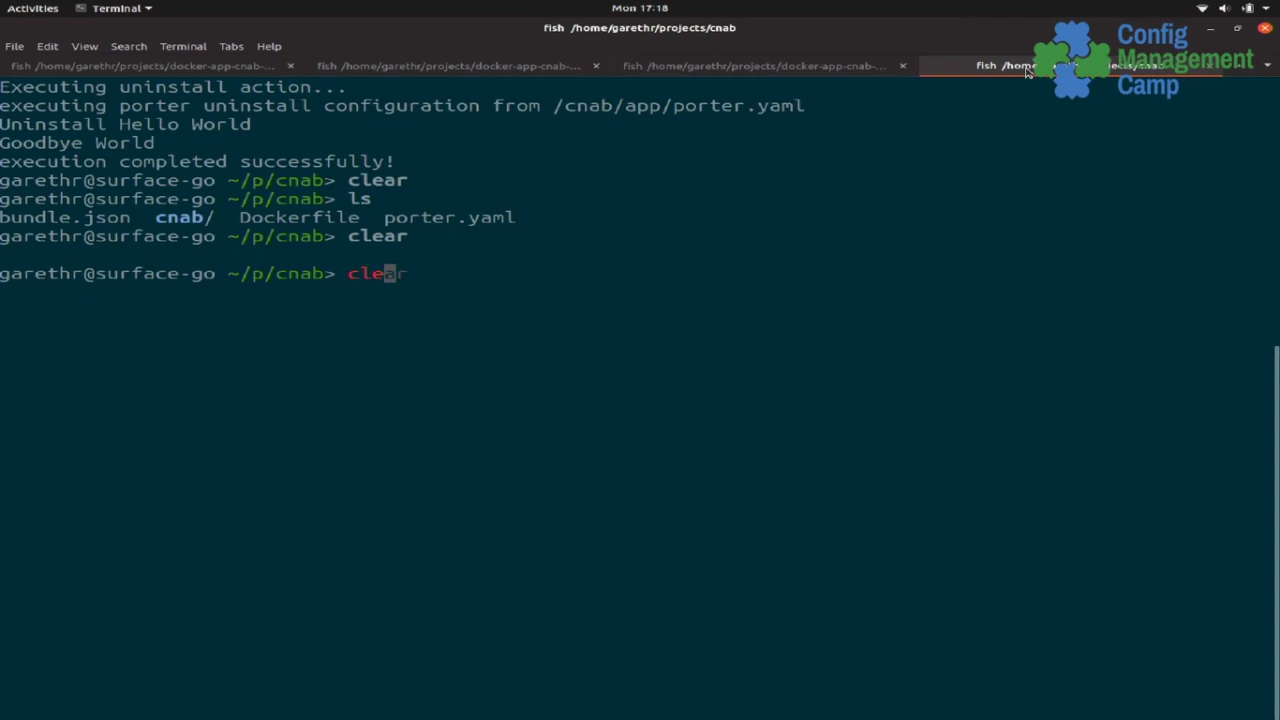 Activities Terminal Mon 17:18
fish /home/garethr/projects/cnab
Config
Management
Camp
File Edit View Search Terminal Tabs Help
fish /home/garethr/projects/docker-app-cnab-... fish /home/garethr/projects/docker-app-cnab-... fish /home/garethr/projects/docker-app-cnab-... fish /home
Executing uninstall action...
executing porter uninstall configuration from /cnab/app/porter.yaml
Uninstall Hello World
Goodbye World
execution completed successfully!
garethr@surface-go ~/p/cnab> clear
garethr@surface-go ~/p/cnab> ls
bundle.json cnab/ Dockerfile porter.yaml
garethr@surface-go ~/p/cnab> clear
garethr@surface-go ~/p/cnab> clear